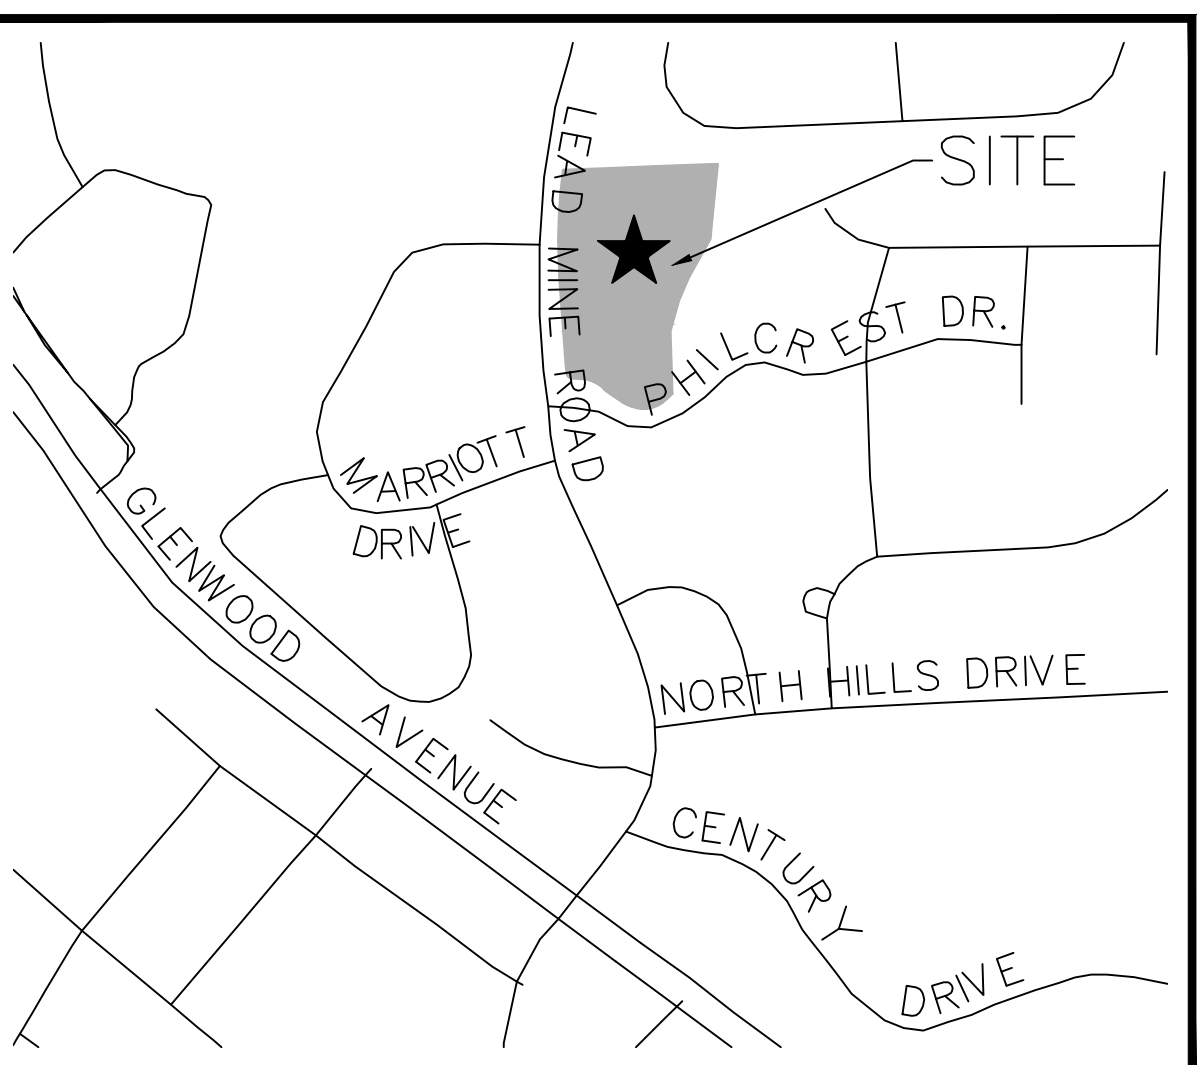 SITE
LEAD MINE ROAD
PHILCREST DR.
MARRIOTT
DRIVE
GLENWOOD AVENUE
NORTH HILLS DRIVE
CENTURY DRIVE